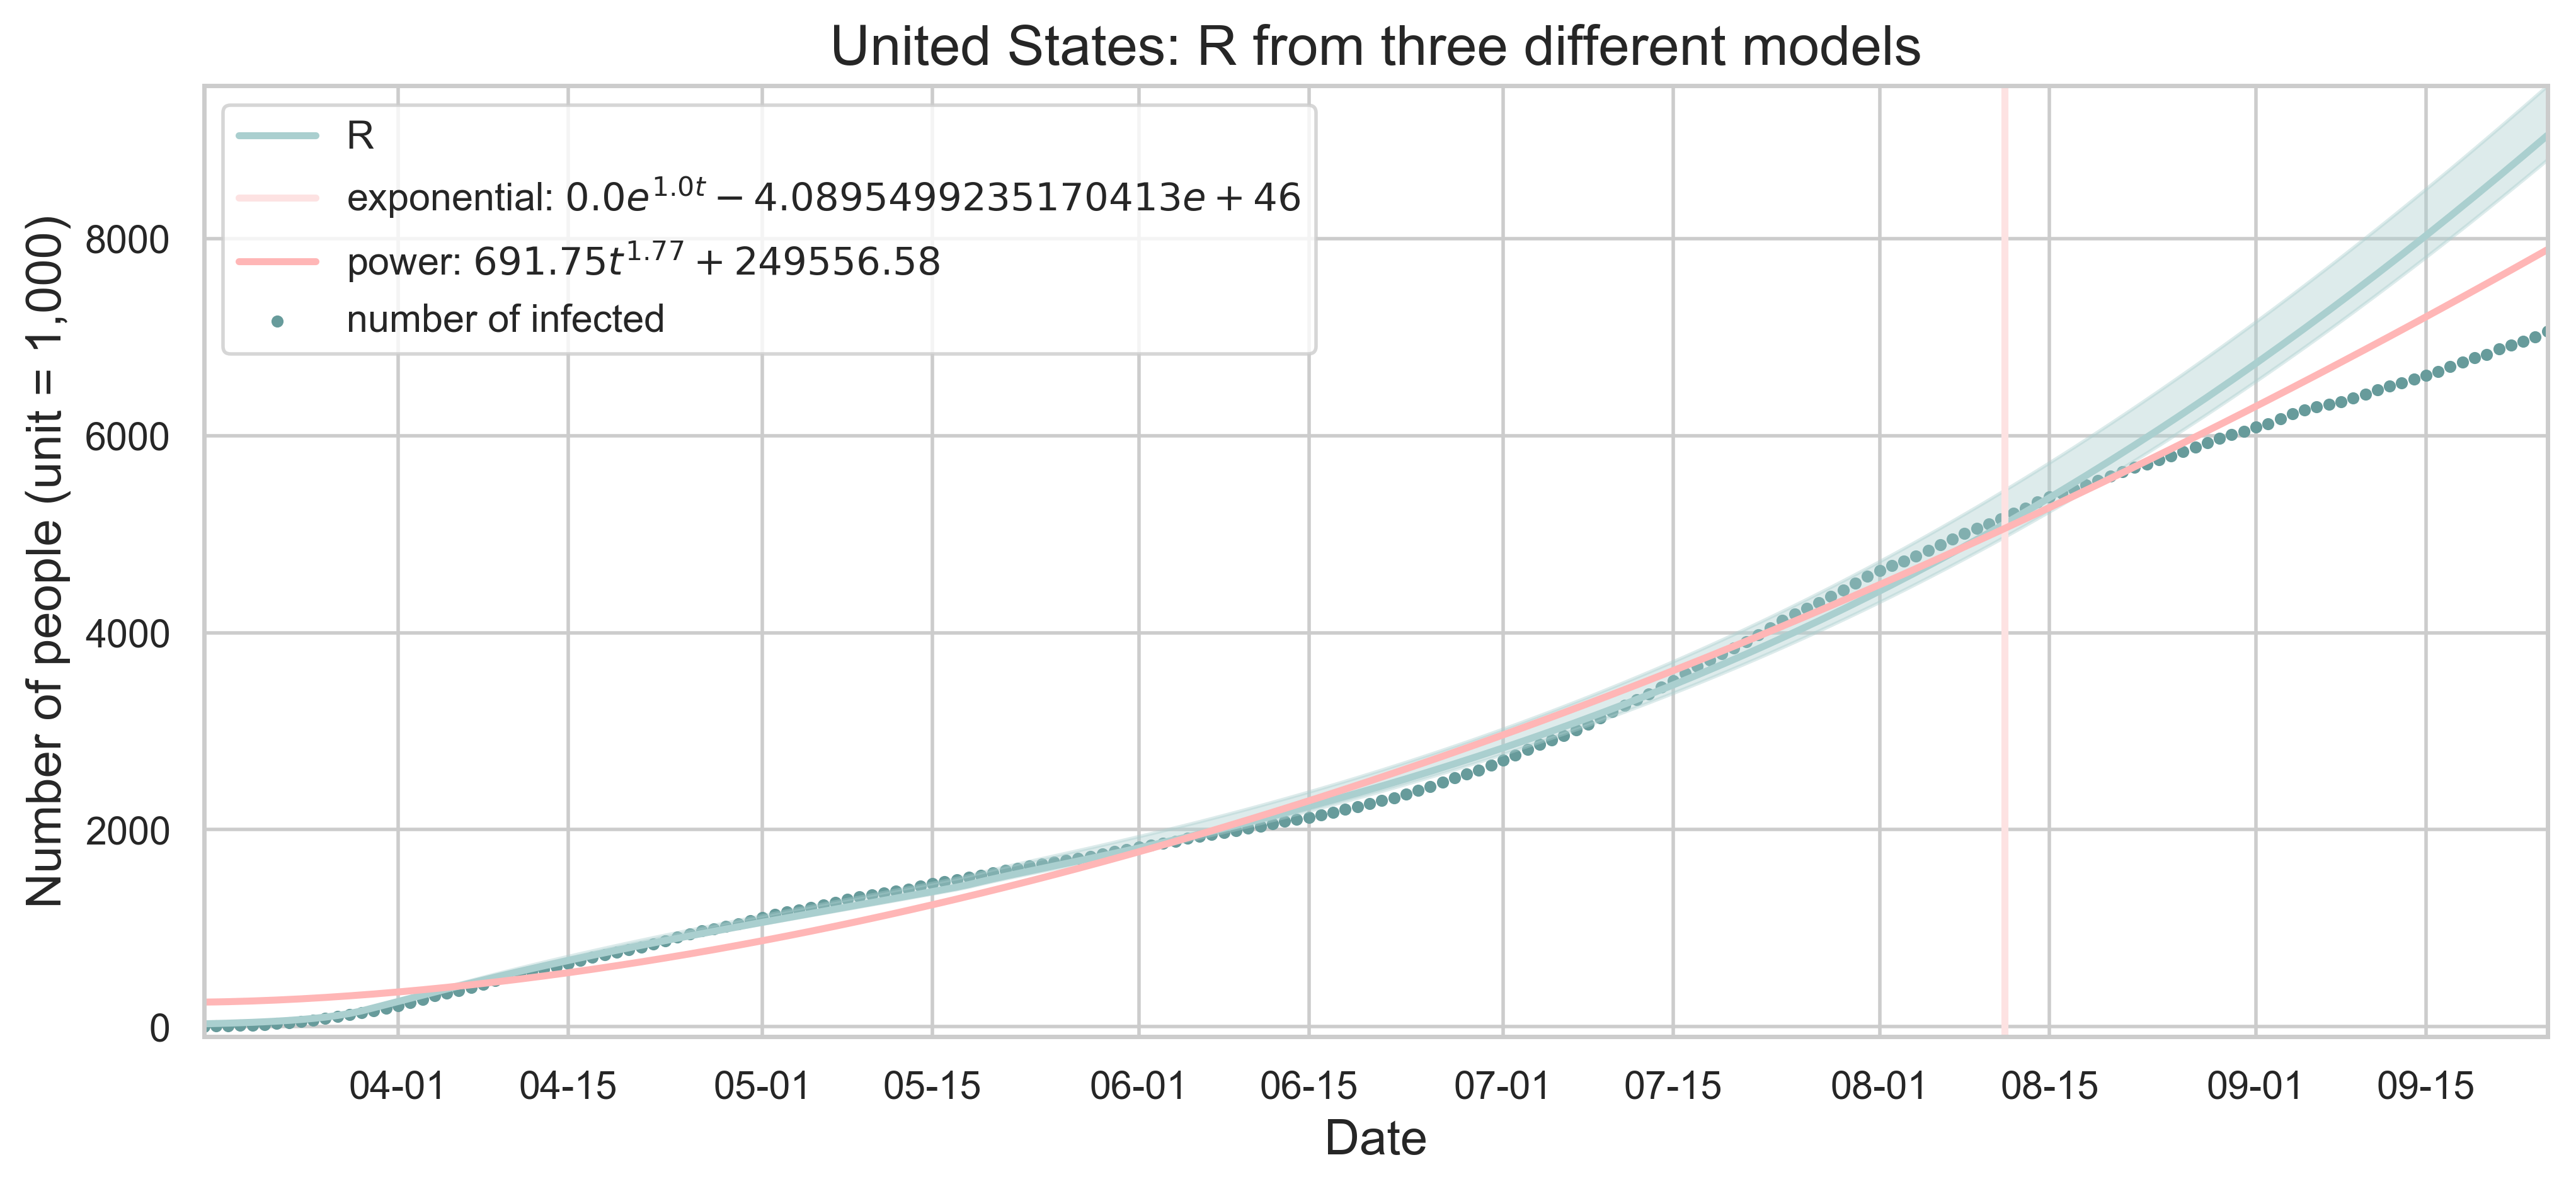 United States: R from three different models
R
exponential: 0.0e^{1.0t} − 4.0895499235170413e + 46
power: 691.75t^{1.77} + 249556.58
number of infected
Number of people (unit = 1,000)
8000
6000
4000
2000
0
04-01 04-15 05-01 05-15 06-01 06-15 07-01 07-15 08-01 08-15 09-01 09-15
Date